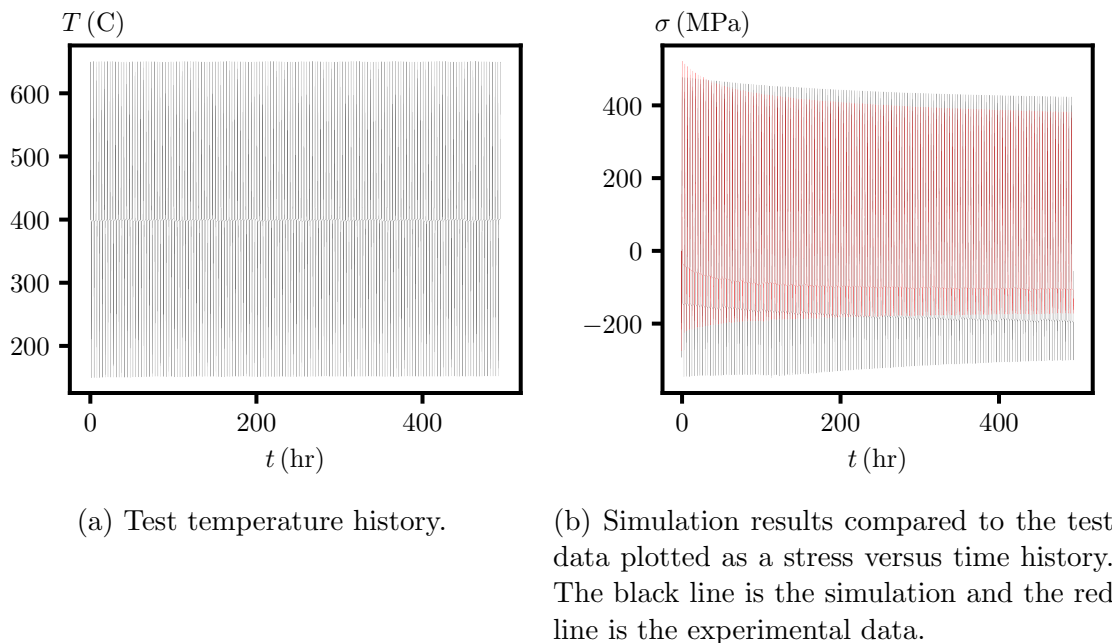 T (C)
600
500
400
300
200
0
200
400
t (hr)
(a) Test temperature history.
σ (MPa)
400
200
0
−200
0
200
400
t (hr)
(b) Simulation results compared to the test
data plotted as a stress versus time history.
The black line is the simulation and the red
line is the experimental data.